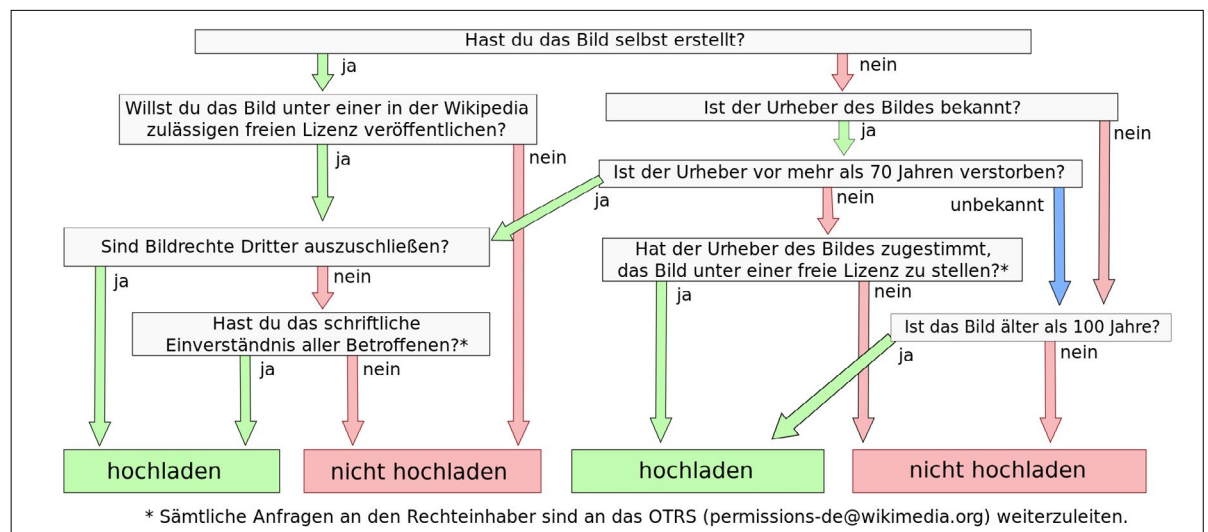 Hast du das Bild selbst erstellt?
ja
nein
Willst du das Bild unter einer in der Wikipedia
zulässigen freien Lizenz veröffentlichen?
Ist der Urheber des Bildes bekannt?
ja
nein
ja
nein
Ist der Urheber vor mehr als 70 Jahren verstorben?
ja
nein
unbekannt
Sind Bildrechte Dritter auszuschließen?
Hat der Urheber des Bildes zugestimmt,
das Bild unter einer freie Lizenz zu stellen?*
ja
nein
ja
nein
Hast du das schriftliche
Einverständnis aller Betroffenen?*
Ist das Bild älter als 100 Jahre?
ja
nein
ja
nein
hochladen
nicht hochladen
hochladen
nicht hochladen
* Sämtliche Anfragen an den Rechteinhaber sind an das OTRS (permissions-de@wikimedia.org) weiterzuleiten.